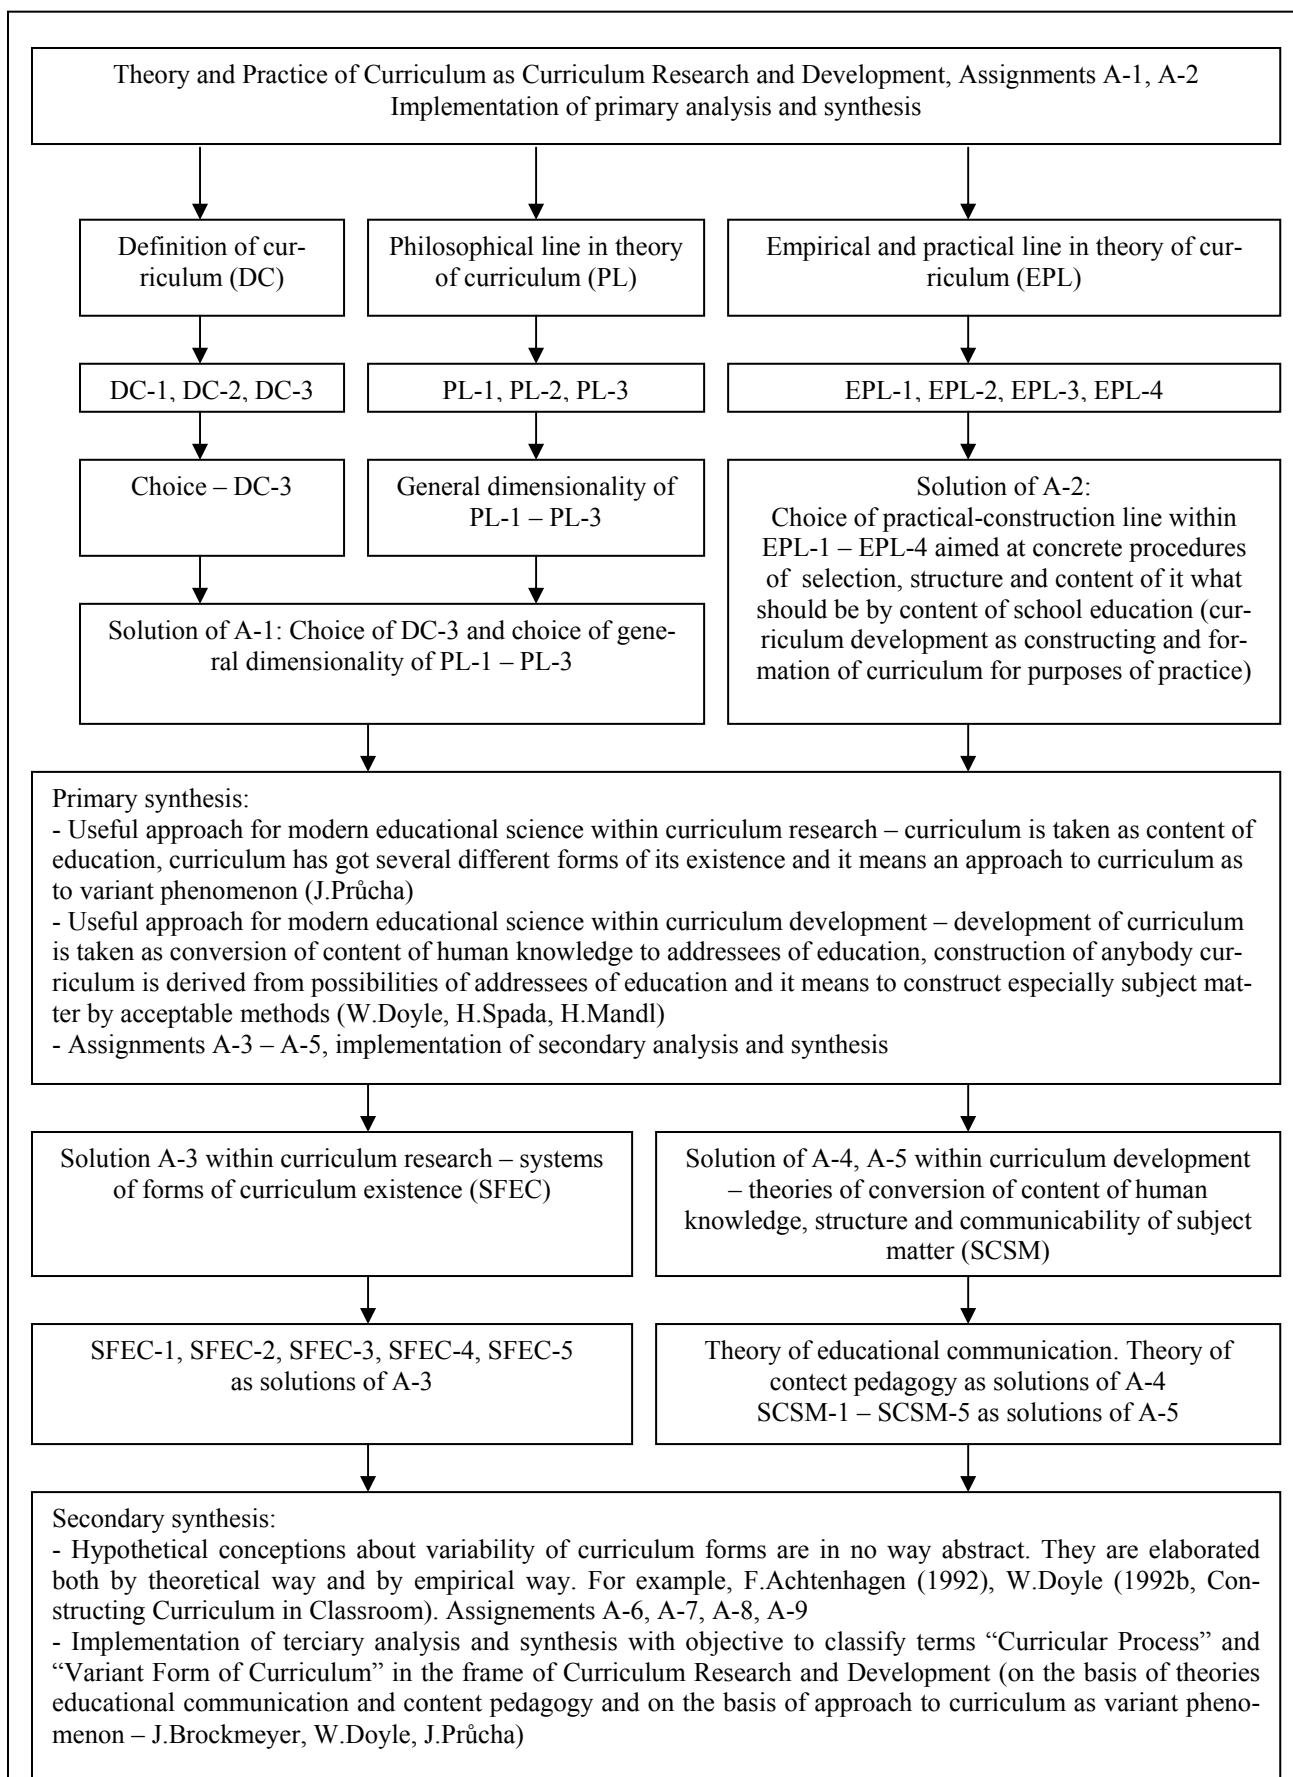 Theory and Practice of Curriculum as Curriculum Research and Development, Assignments A-1, A-2
Implementation of primary analysis and synthesis
Definition of cur-
riculum (DC)
Philosophical line in theory
of curriculum (PL)
Empirical and practical line in theory of cur-
riculum (EPL)
DC-1, DC-2, DC-3
PL-1, PL-2, PL-3
EPL-1, EPL-2, EPL-3, EPL-4
Choice – DC-3
General dimensionality of
PL-1 – PL-3
Solution of A-2:
Choice of practical-construction line within
EPL-1 – EPL-4 aimed at concrete procedures
of selection, structure and content of it what
should be by content of school education (cur-
riculum development as constructing and for-
mation of curriculum for purposes of practice)
Solution of A-1: Choice of DC-3 and choice of gene-
ral dimensionality of PL-1 – PL-3
Primary synthesis:
- Useful approach for modern educational science within curriculum research – curriculum is taken as content of
education, curriculum has got several different forms of its existence and it means an approach to curriculum as
to variant phenomenon (J.Průcha)
- Useful approach for modern educational science within curriculum development – development of curriculum
is taken as conversion of content of human knowledge to addressees of education, construction of anybody cur-
riculum is derived from possibilities of addressees of education and it means to construct especially subject mat-
ter by acceptable methods (W.Doyle, H.Spada, H.Mandl)
- Assignments A-3 – A-5, implementation of secondary analysis and synthesis
Solution A-3 within curriculum research – systems
of forms of curriculum existence (SFEC)
Solution of A-4, A-5 within curriculum development
– theories of conversion of content of human
knowledge, structure and communicability of subject
matter (SCSM)
SFEC-1, SFEC-2, SFEC-3, SFEC-4, SFEC-5
as solutions of A-3
Theory of educational communication. Theory of
contect pedagogy as solutions of A-4
SCSM-1 – SCSM-5 as solutions of A-5
Secondary synthesis:
- Hypothetical conceptions about variability of curriculum forms are in no way abstract. They are elaborated
both by theoretical way and by empirical way. For example, F.Achtenhagen (1992), W.Doyle (1992b, Con-
structing Curriculum in Classroom). Assignements A-6, A-7, A-8, A-9
- Implementation of terciary analysis and synthesis with objective to classify terms “Curricular Process” and
“Variant Form of Curriculum” in the frame of Curriculum Research and Development (on the basis of theories
educational communication and content pedagogy and on the basis of approach to curriculum as variant pheno-
menon – J.Brockmeyer, W.Doyle, J.Průcha)